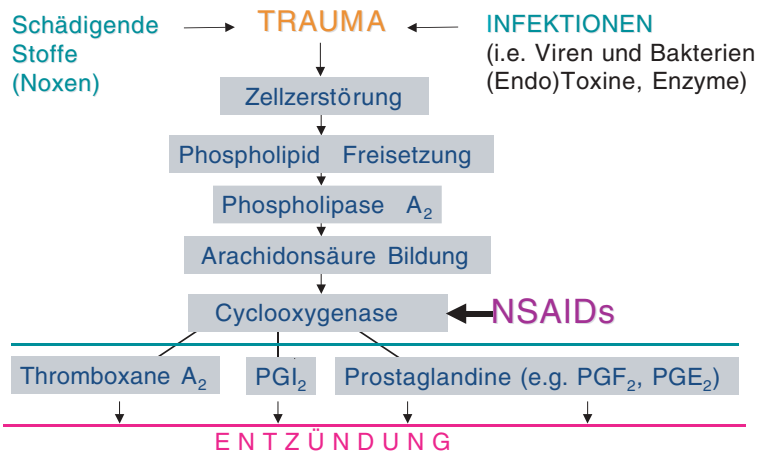 Schädigende
Stoffe
(Noxen)
TRAUMA
INFEKTIONEN
(i.e. Viren und Bakterien
(Endo)Toxine, Enzyme)
Zellzerstörung
Phospholipid Freisetzung
Phospholipase A₂
Arachidonsäure Bildung
Cyclooxygenase
NSAIDs
Thromboxane A₂
PGI₂
Prostaglandine (e.g. PGF₂, PGE₂)
ENTZÜNDUNG